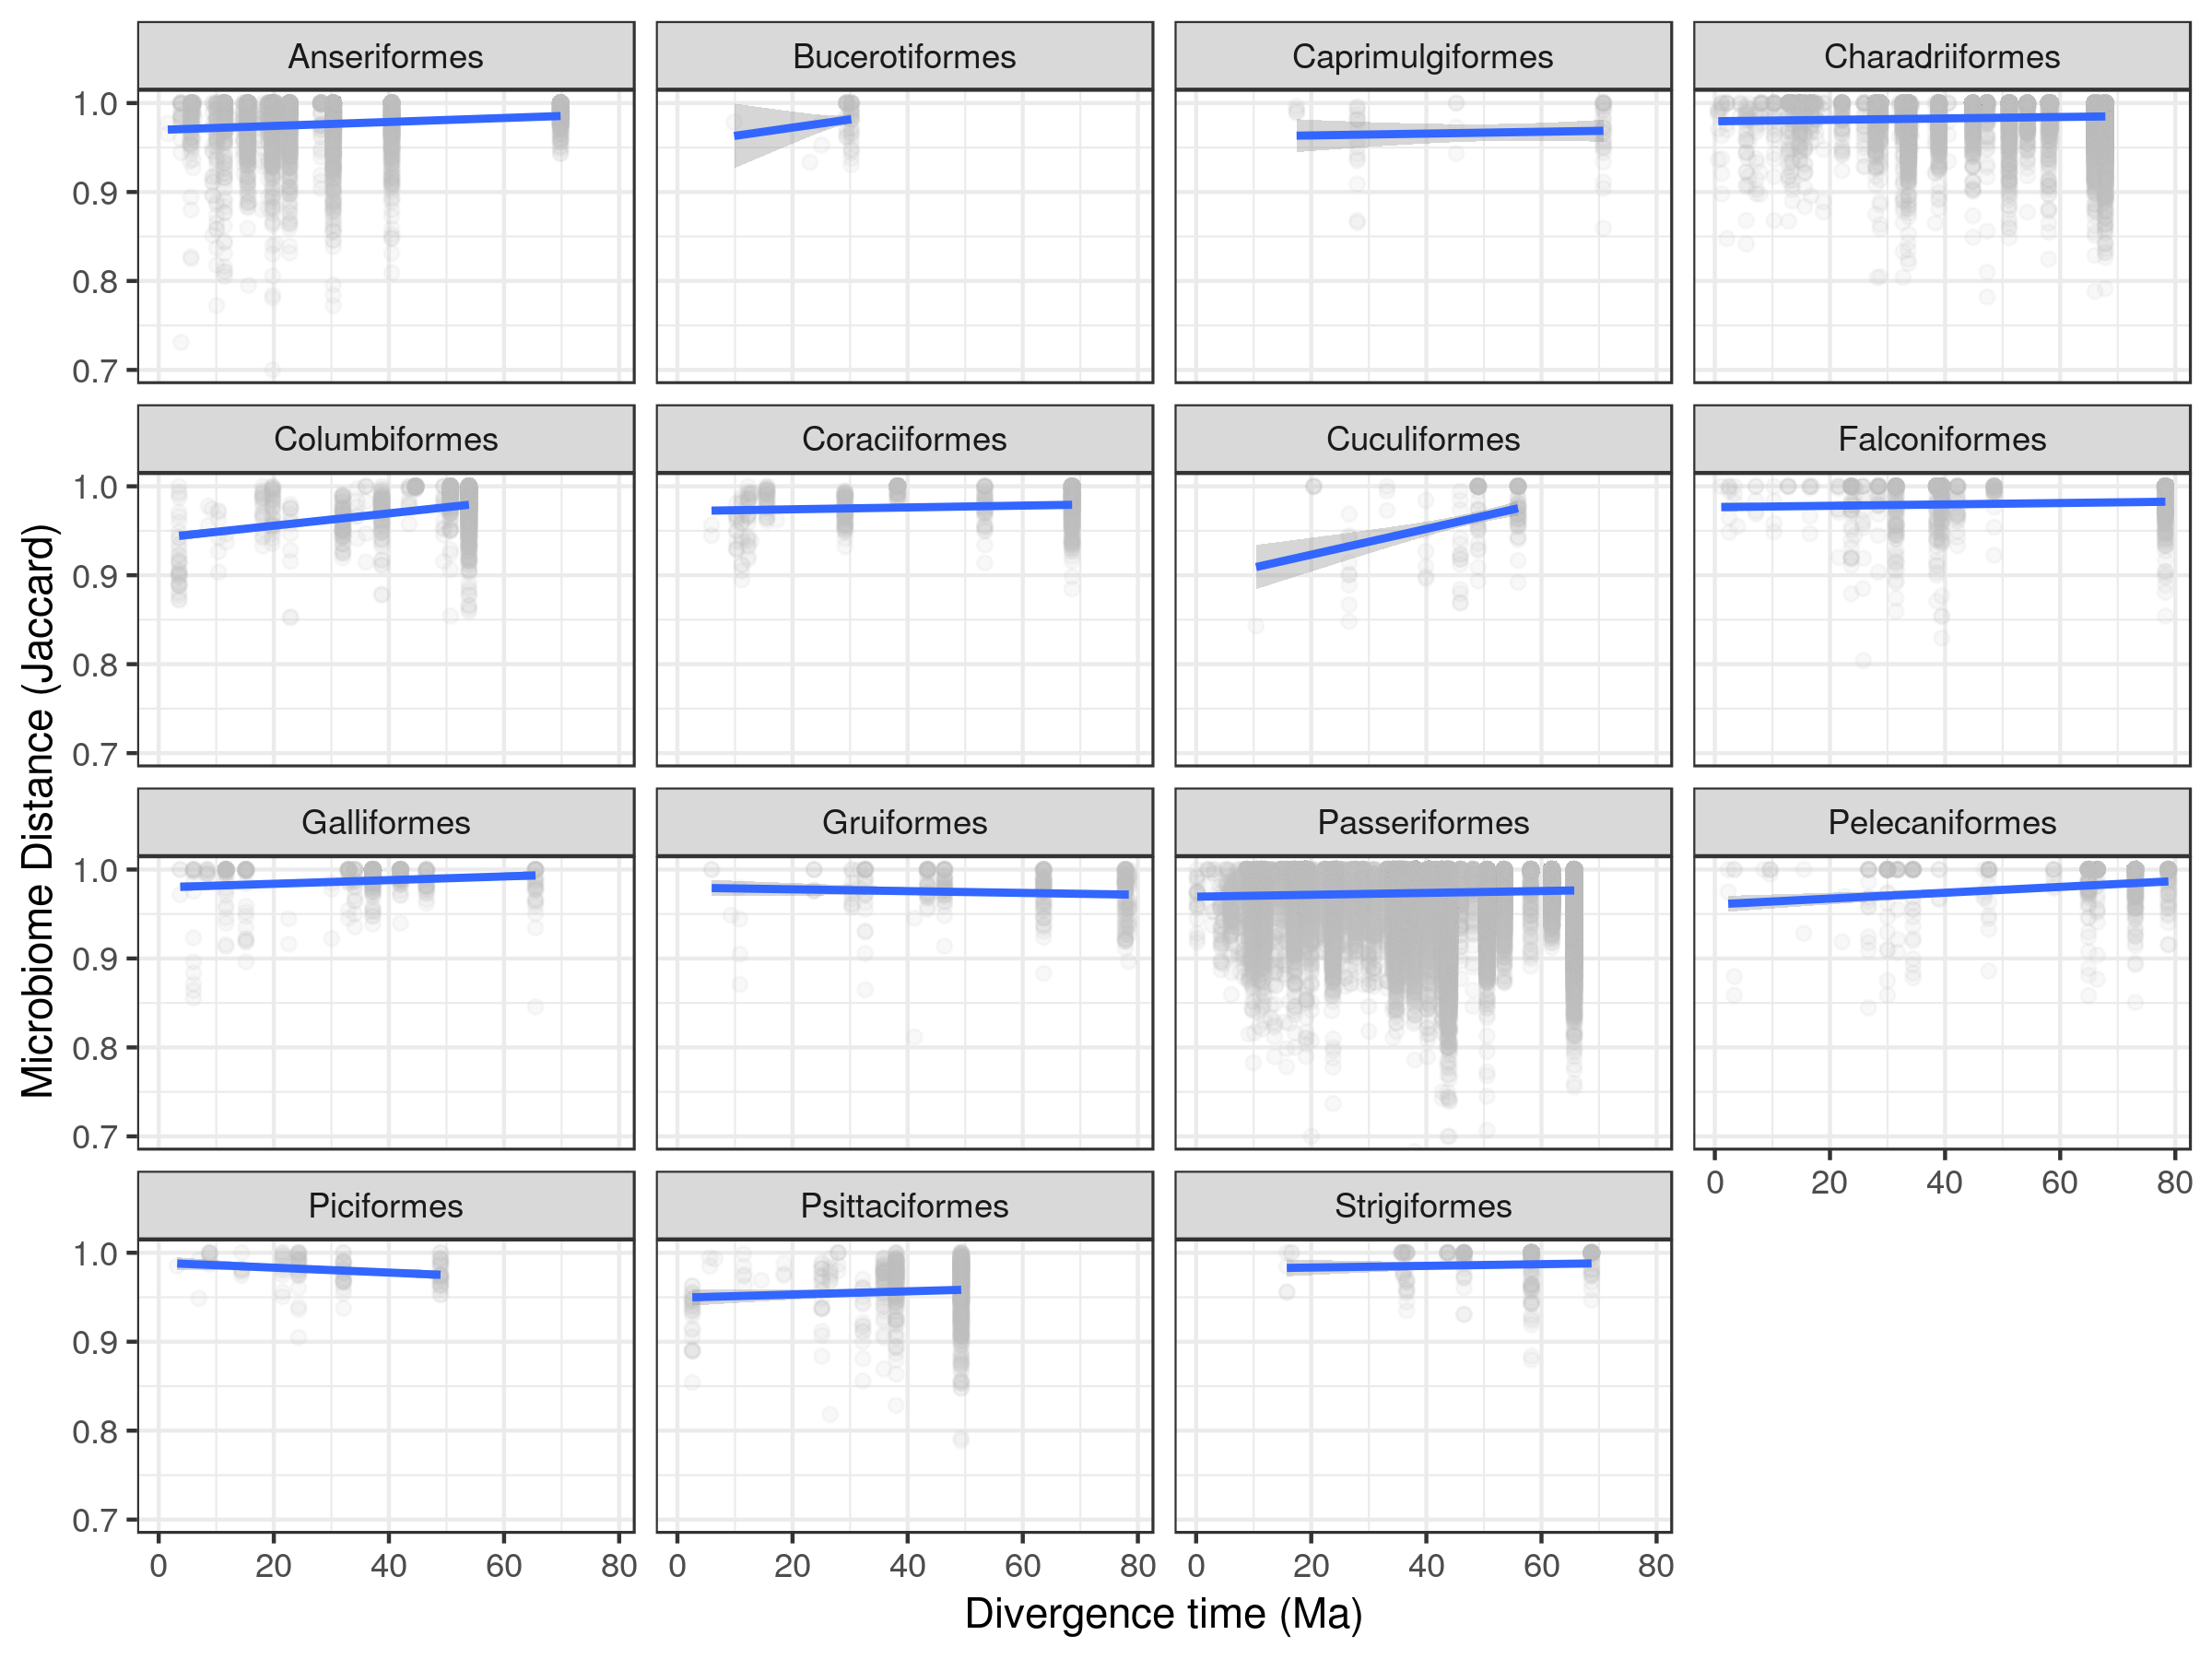 Anseriformes Bucerotiformes Caprimulgiformes Charadriiformes
1.0
0.9
0.8
0.7
Columbiformes Coraciiformes Cuculiformes Falconiformes
1.0
0.9
0.8
0.7
Galliformes Gruiformes Passeriformes Pelecaniformes
1.0
0.9
0.8
0.7
0 20 40 60 80
Piciformes Psittaciformes Strigiformes
1.0
0.9
0.8
0.7
0 20 40 60 80 0 20 40 60 80 0 20 40 60 80
Divergence time (Ma)
Microbiome Distance (Jaccard)